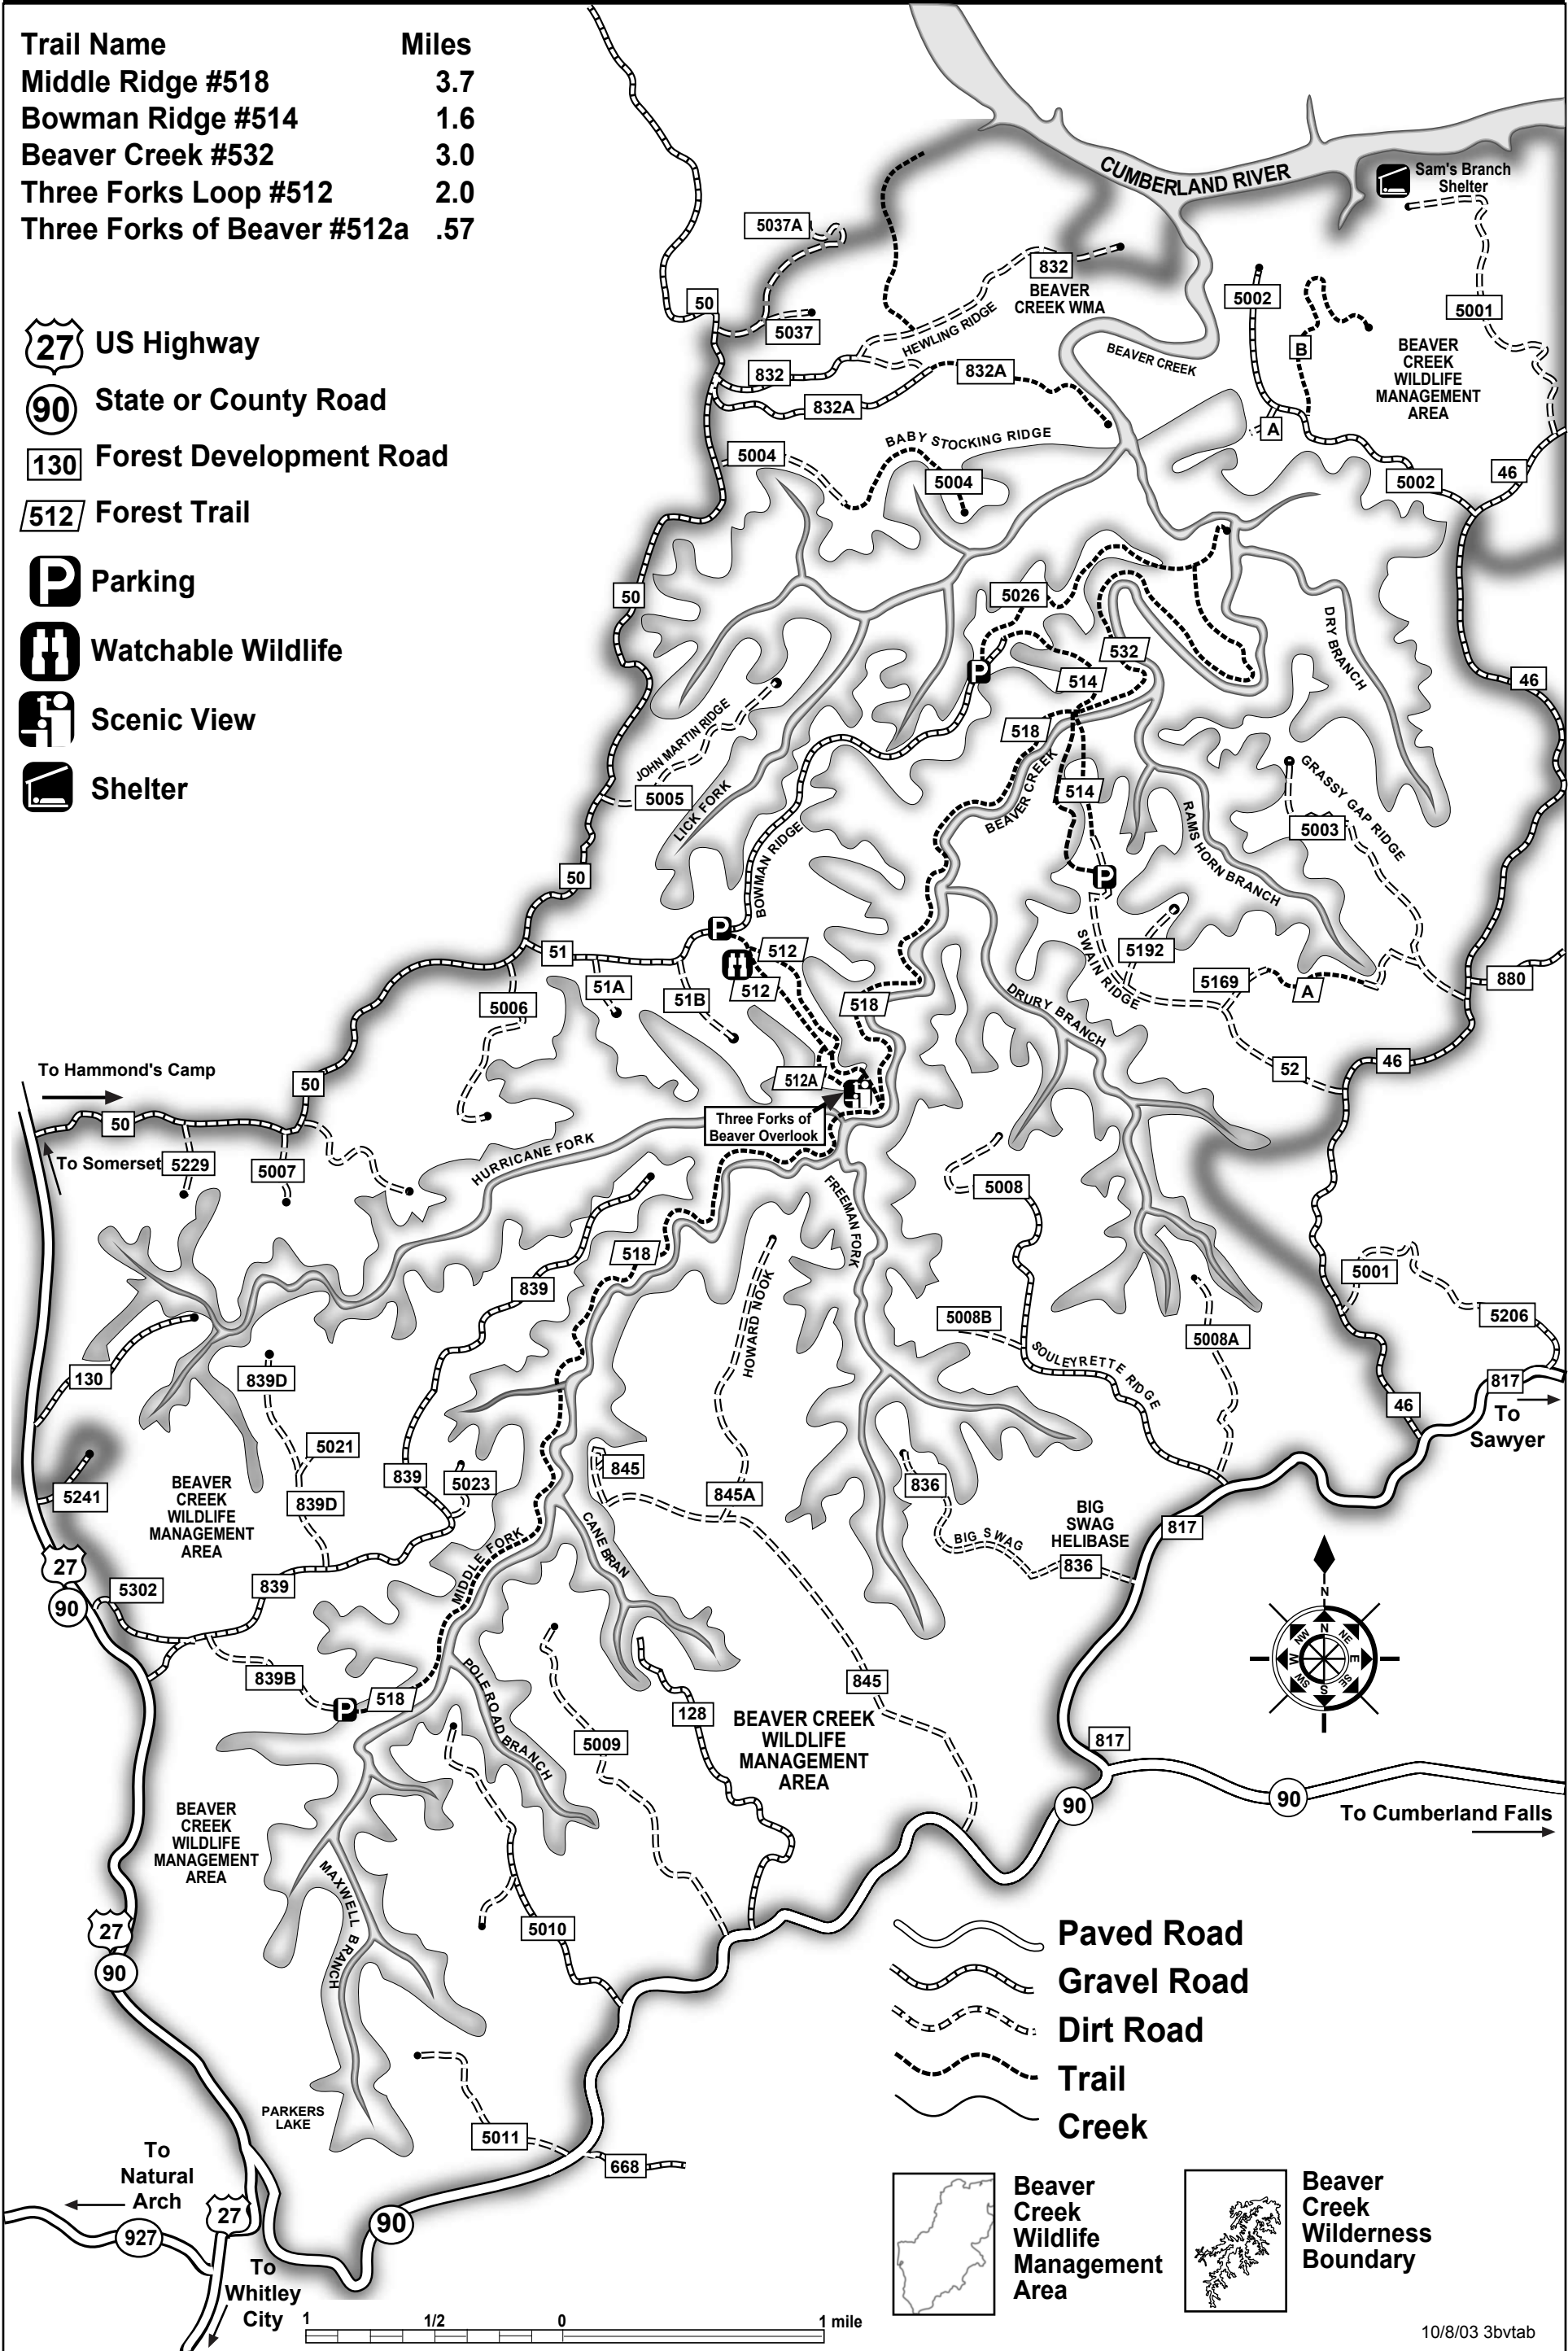 Trail Name Miles
Middle Ridge #518 3.7
Bowman Ridge #514 1.6
Beaver Creek #532 3.0
Three Forks Loop #512 2.0
Three Forks of Beaver #512a .57
27 US Highway
90 State or County Road
130 Forest Development Road
512 Forest Trail
P Parking
Watchable Wildlife
Scenic View
Shelter
CUMBERLAND RIVER
Sam's Branch
Shelter
5037A
832
BEAVER
CREEK WMA
5002
5001
50
5037
HEWLING RIDGE
B
BEAVER
CREEK
WILDLIFE
MANAGEMENT
AREA
BEAVER CREEK
832
832A
832A
A
BABY STOCKING RIDGE
5004
5004
5002
46
50
5026
DRY BRANCH
532
P
514
46
518
JOHN MARTIN RIDGE
5005
LICK FORK
BEAVER CREEK
514
GRASSY GAP RIDGE
5003
RAMS HORN BRANCH
BOWMAN RIDGE
50
P
P
512
512
51
51A
51B
5006
518
SWAIN RIDGE
5192
5169
A
880
DRURY BRANCH
52
46
To Hammond's Camp
50
50
512A
Three Forks of
Beaver Overlook
To Somerset
5229
5007
HURRICANE FORK
FREEMAN FORK
5008
518
839
HOWARD NOOK
5001
5206
5008B
5008A
SOULEYRETTE RIDGE
130
839D
817
46
To
Sawyer
5021
839
5023
845
845A
836
5241
BEAVER
CREEK
WILDLIFE
MANAGEMENT
AREA
839D
BIG
SWAG
HELIBASE
BIG SWAG
836
817
MIDDLE FORK
CANE BRAN
27
90
5302
839
N
N
NE
E
SE
S
SW
W
NW
839B
P
518
POLE ROAD BRANCH
845
128
5009
BEAVER CREEK
WILDLIFE
MANAGEMENT
AREA
817
90
90
To Cumberland Falls
BEAVER
CREEK
WILDLIFE
MANAGEMENT
AREA
MAXWELL BRANCH
27
90
5010
Paved Road
Gravel Road
Dirt Road
Trail
Creek
PARKERS
LAKE
5011
668
To
Natural
Arch
27
90
927
To
Whitley
City
Beaver
Creek
Wildlife
Management
Area
Beaver
Creek
Wilderness
Boundary
1 1/2 0 1 mile
10/8/03 3bvtab